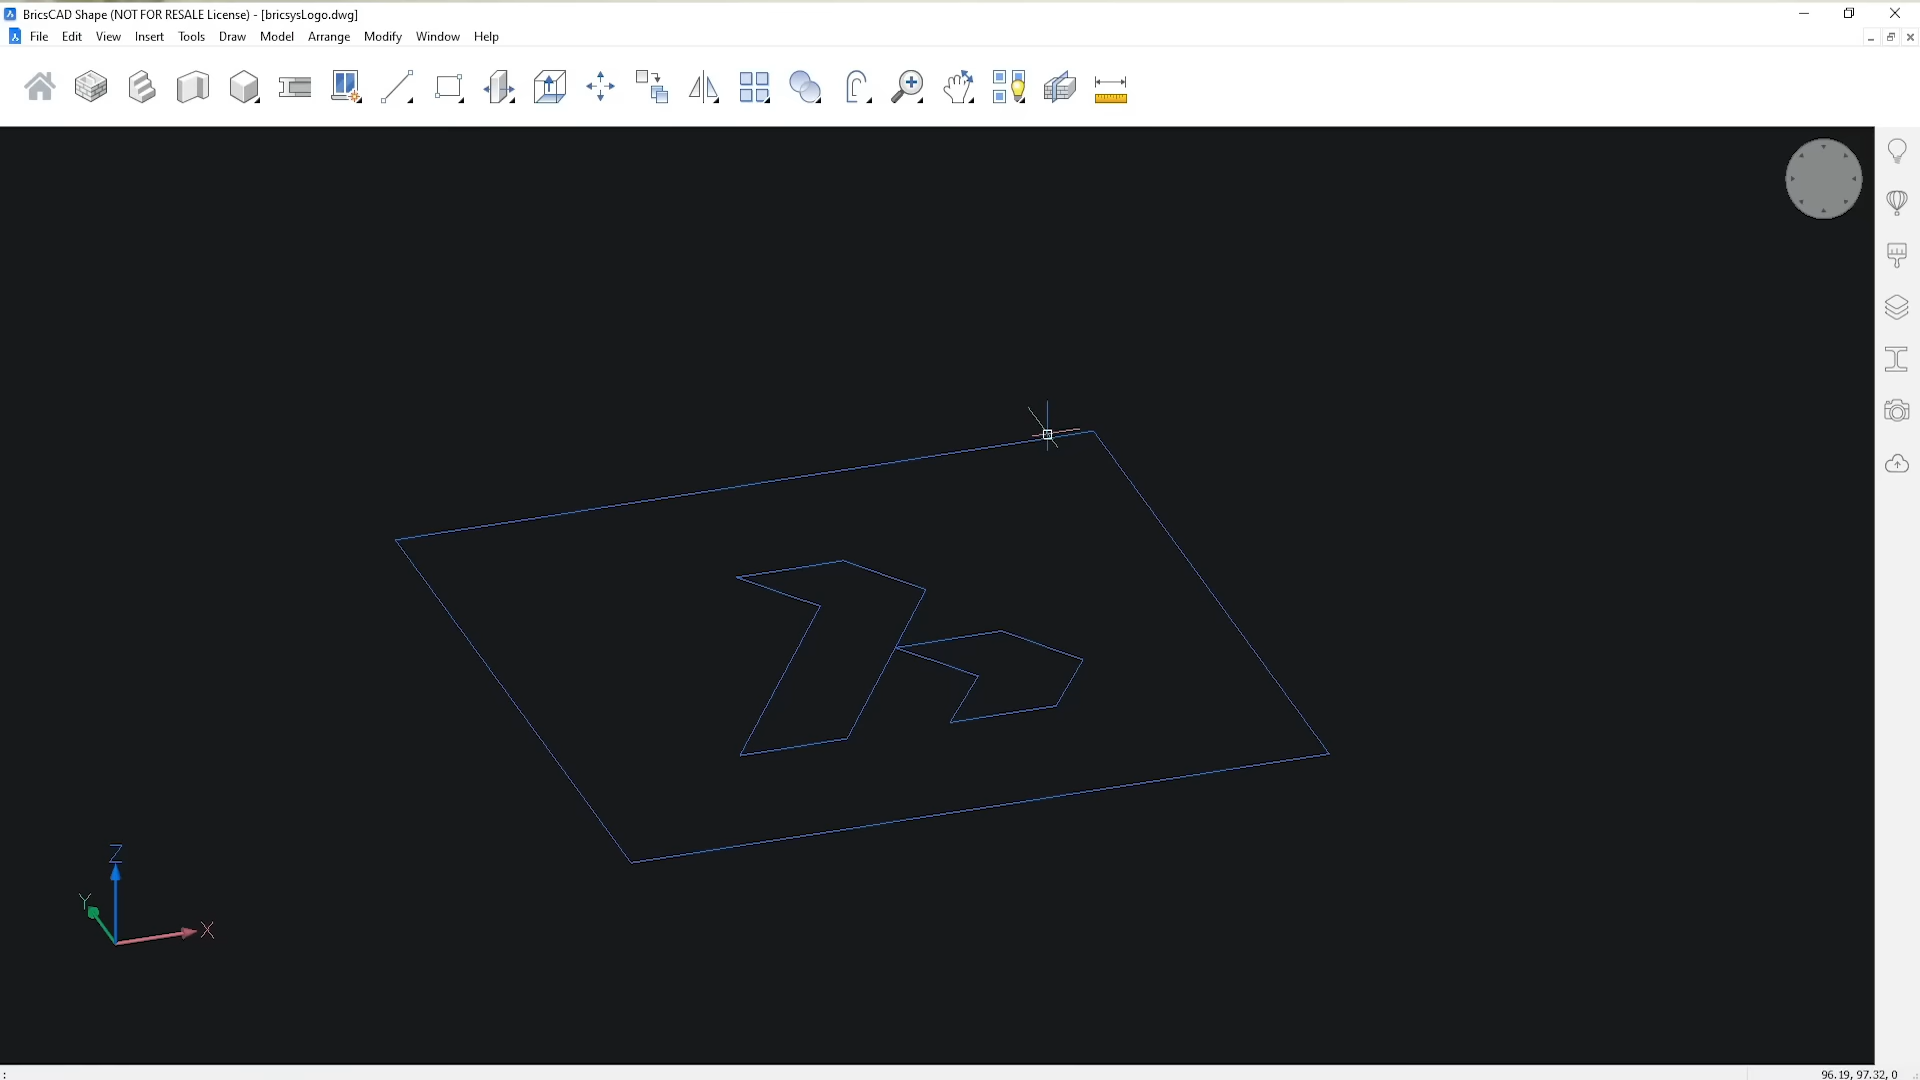 BricsCAD Shape (NOT FOR RESALE License) - [bricsysLogo.dwg]
File Edit View Insert Tools Draw Model Arrange Modify Window Help
Z
Y
X
:
96.19, 97.32, 0